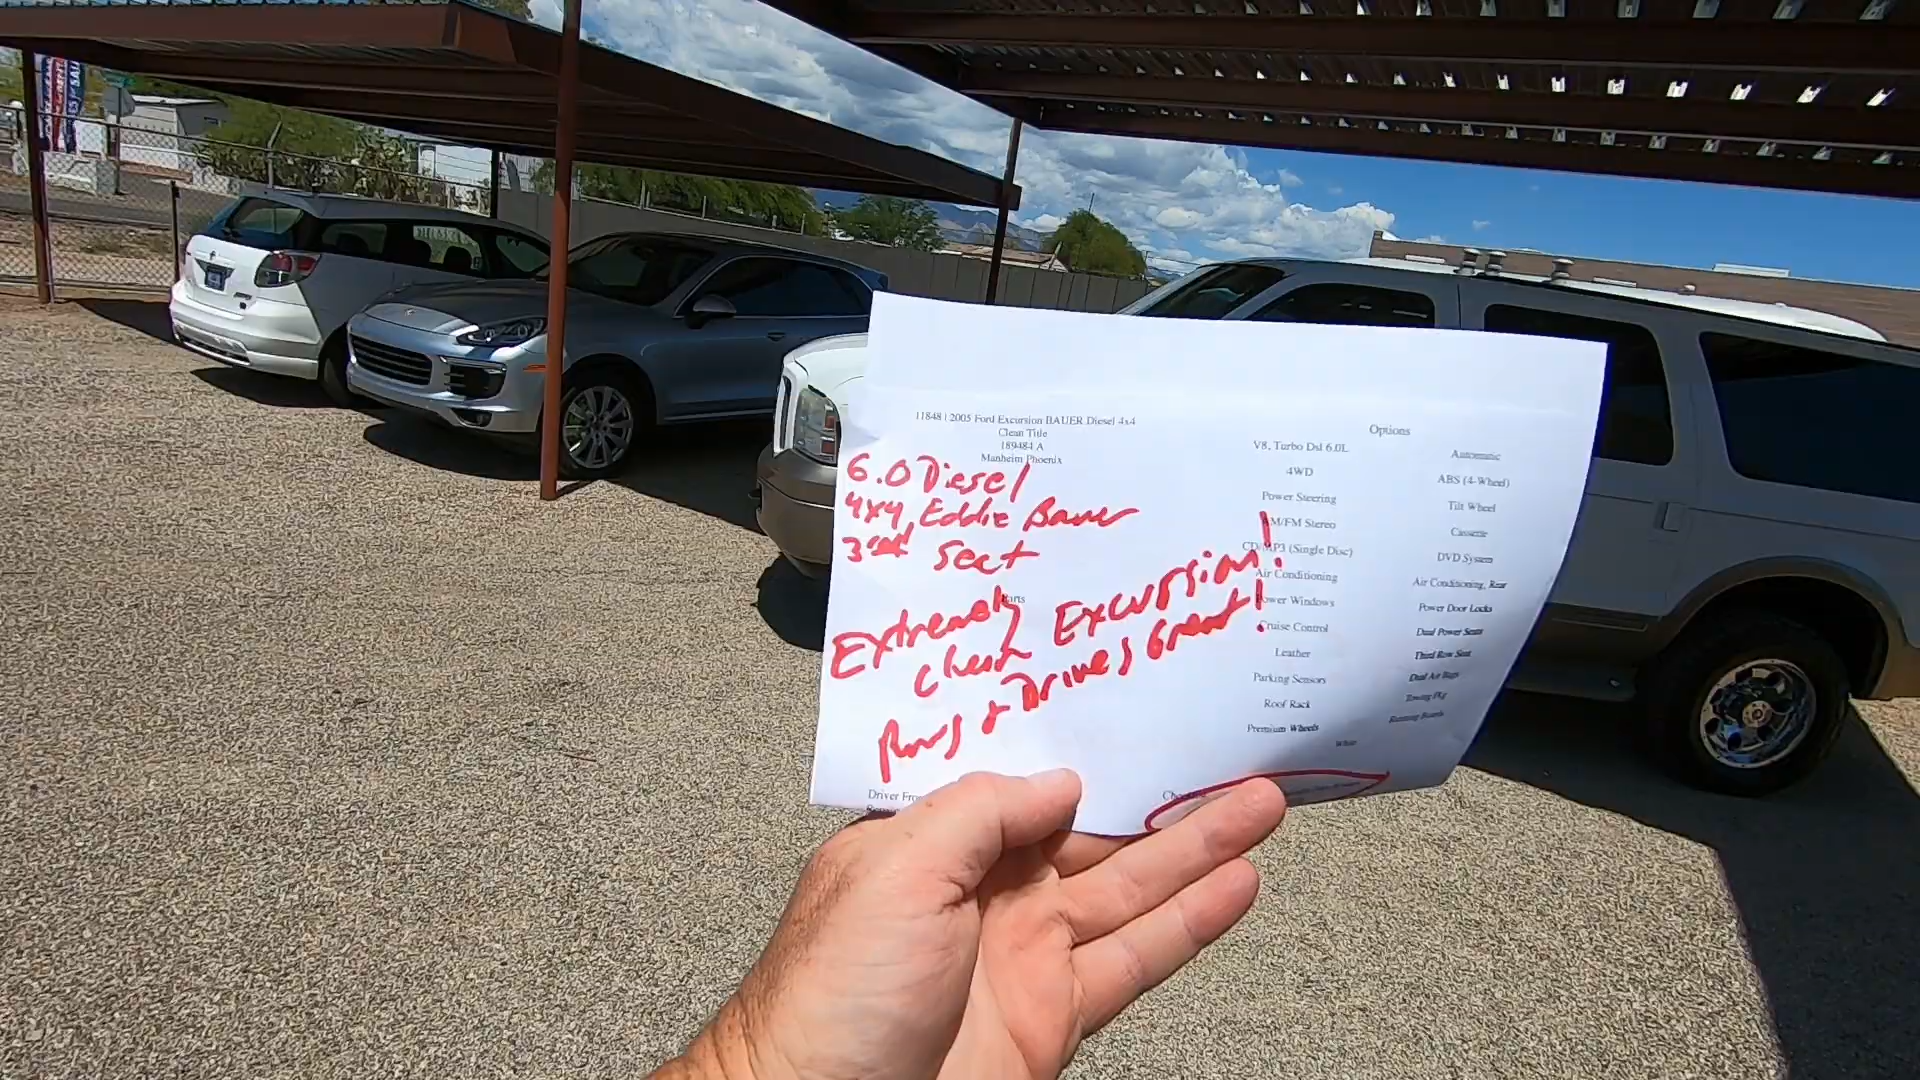 11848 | 2005 Ford Excursion BAUER Diesel 4x4
Clean Title
189484 A
Manheim Phoenix
6.0 Diesel
4x4, Eddie Bauer
3rd Seat
Extremely
Clean Excursion!
Runs & Drives Great!
Parts
Driver
Options
V8, Turbo Dsl 6.0L
Automatic
4WD
ABS (4-Wheel)
Power Steering
Tilt Wheel
AM/FM Stereo
Cassette
CD/MP3 (Single Disc)
DVD System
Air Conditioning
Air Conditioning, Rear
Power Windows
Power Door Locks
Cruise Control
Dual Power Seats
Leather
Third Row Seat
Parking Sensors
Dual Air Bags
Roof Rack
Towing Pkg
Premium Wheels
Running Boards
White